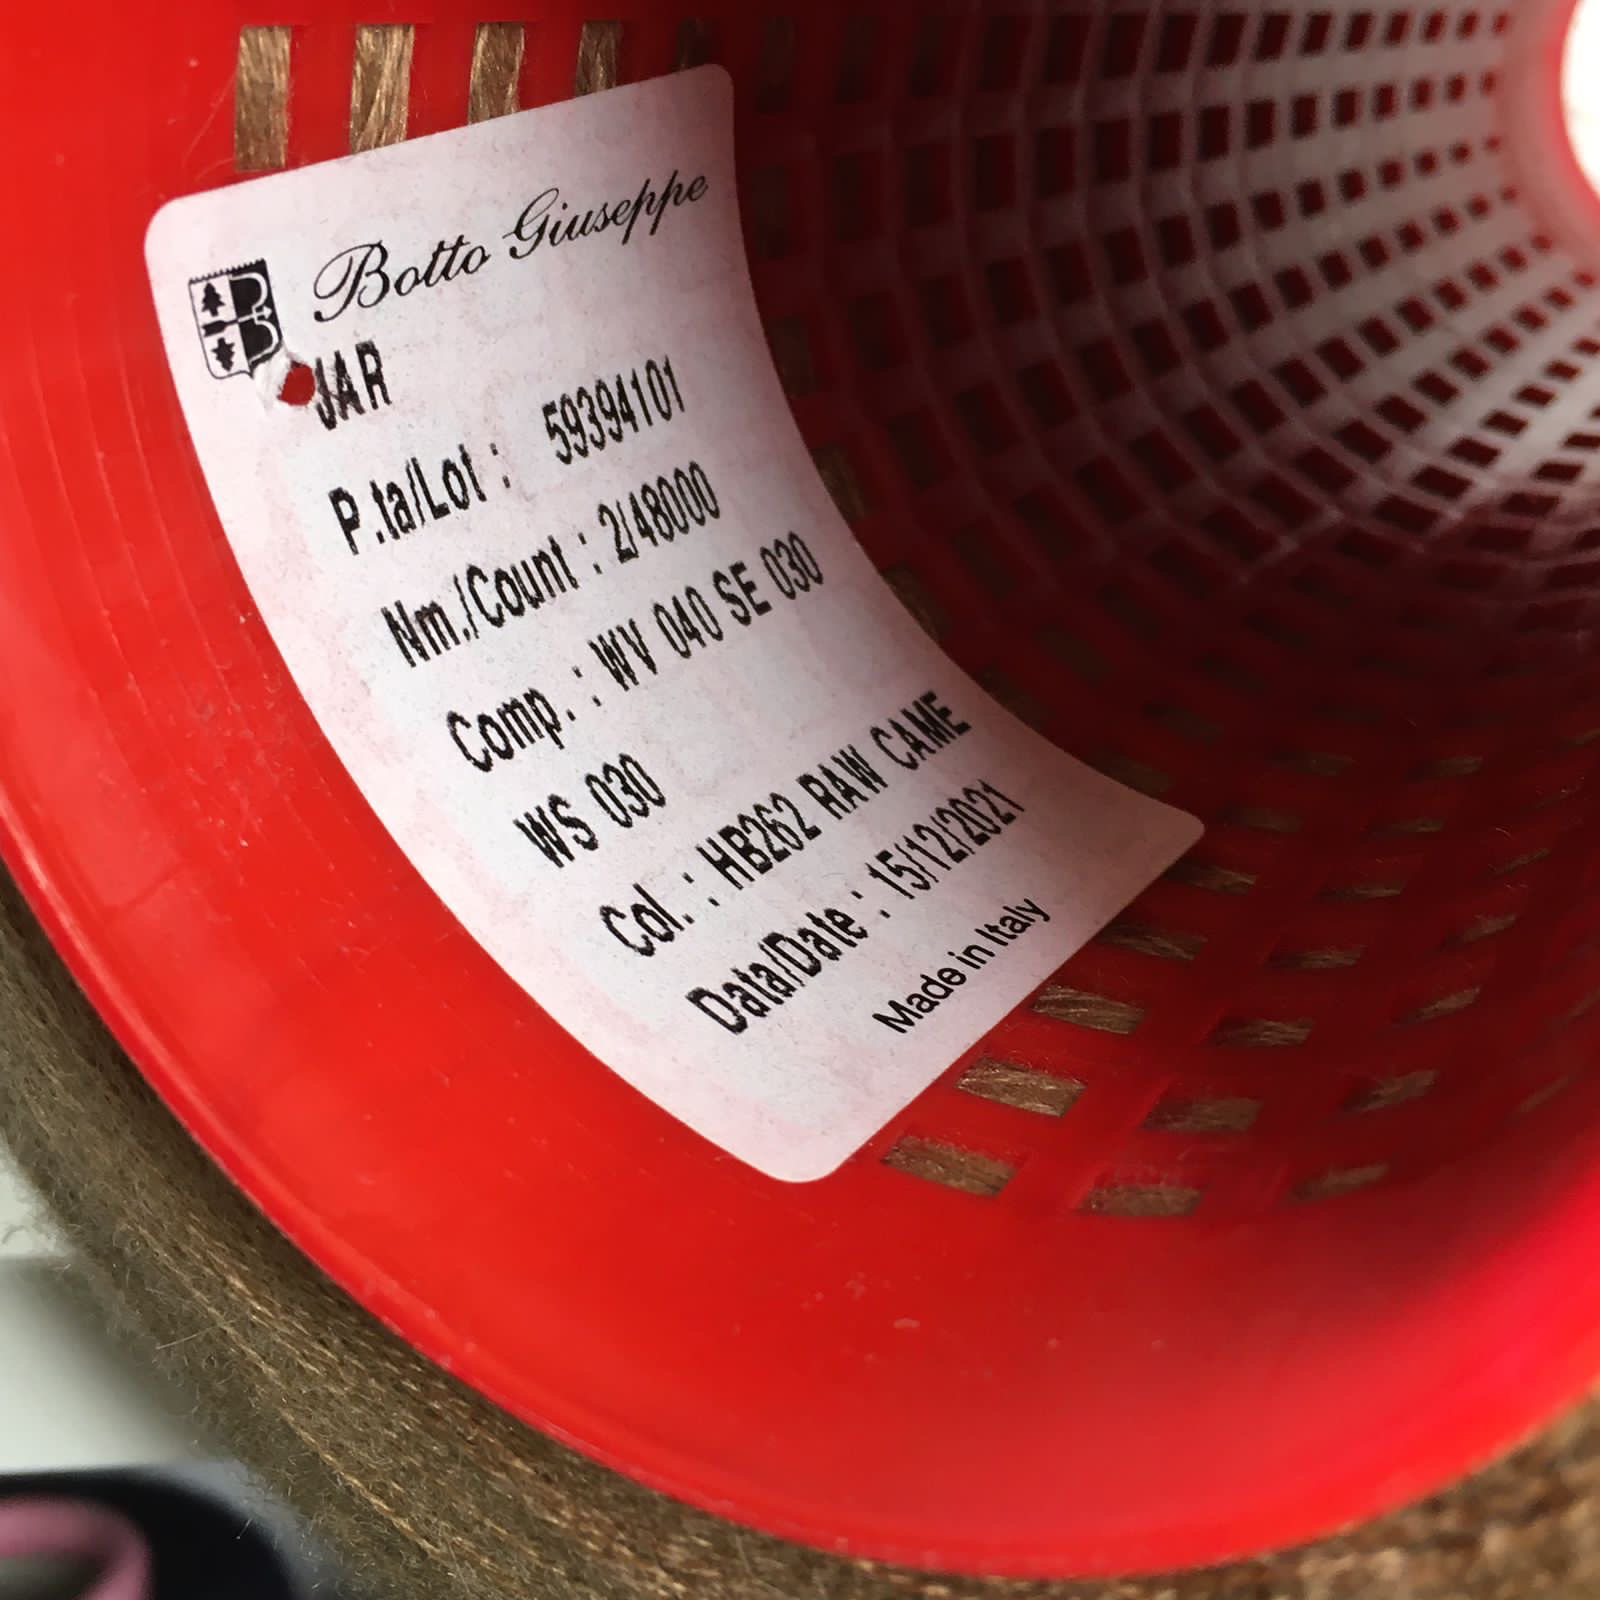 Botto Giuseppe
JAR
P.ta/Lot : 59394101
Nm./Count : 2/48000
Comp. : WV 040 SE 030
WS 030
Col. : HB262 RAW CAME
Data/Date : 15/12/2021
Made in Italy